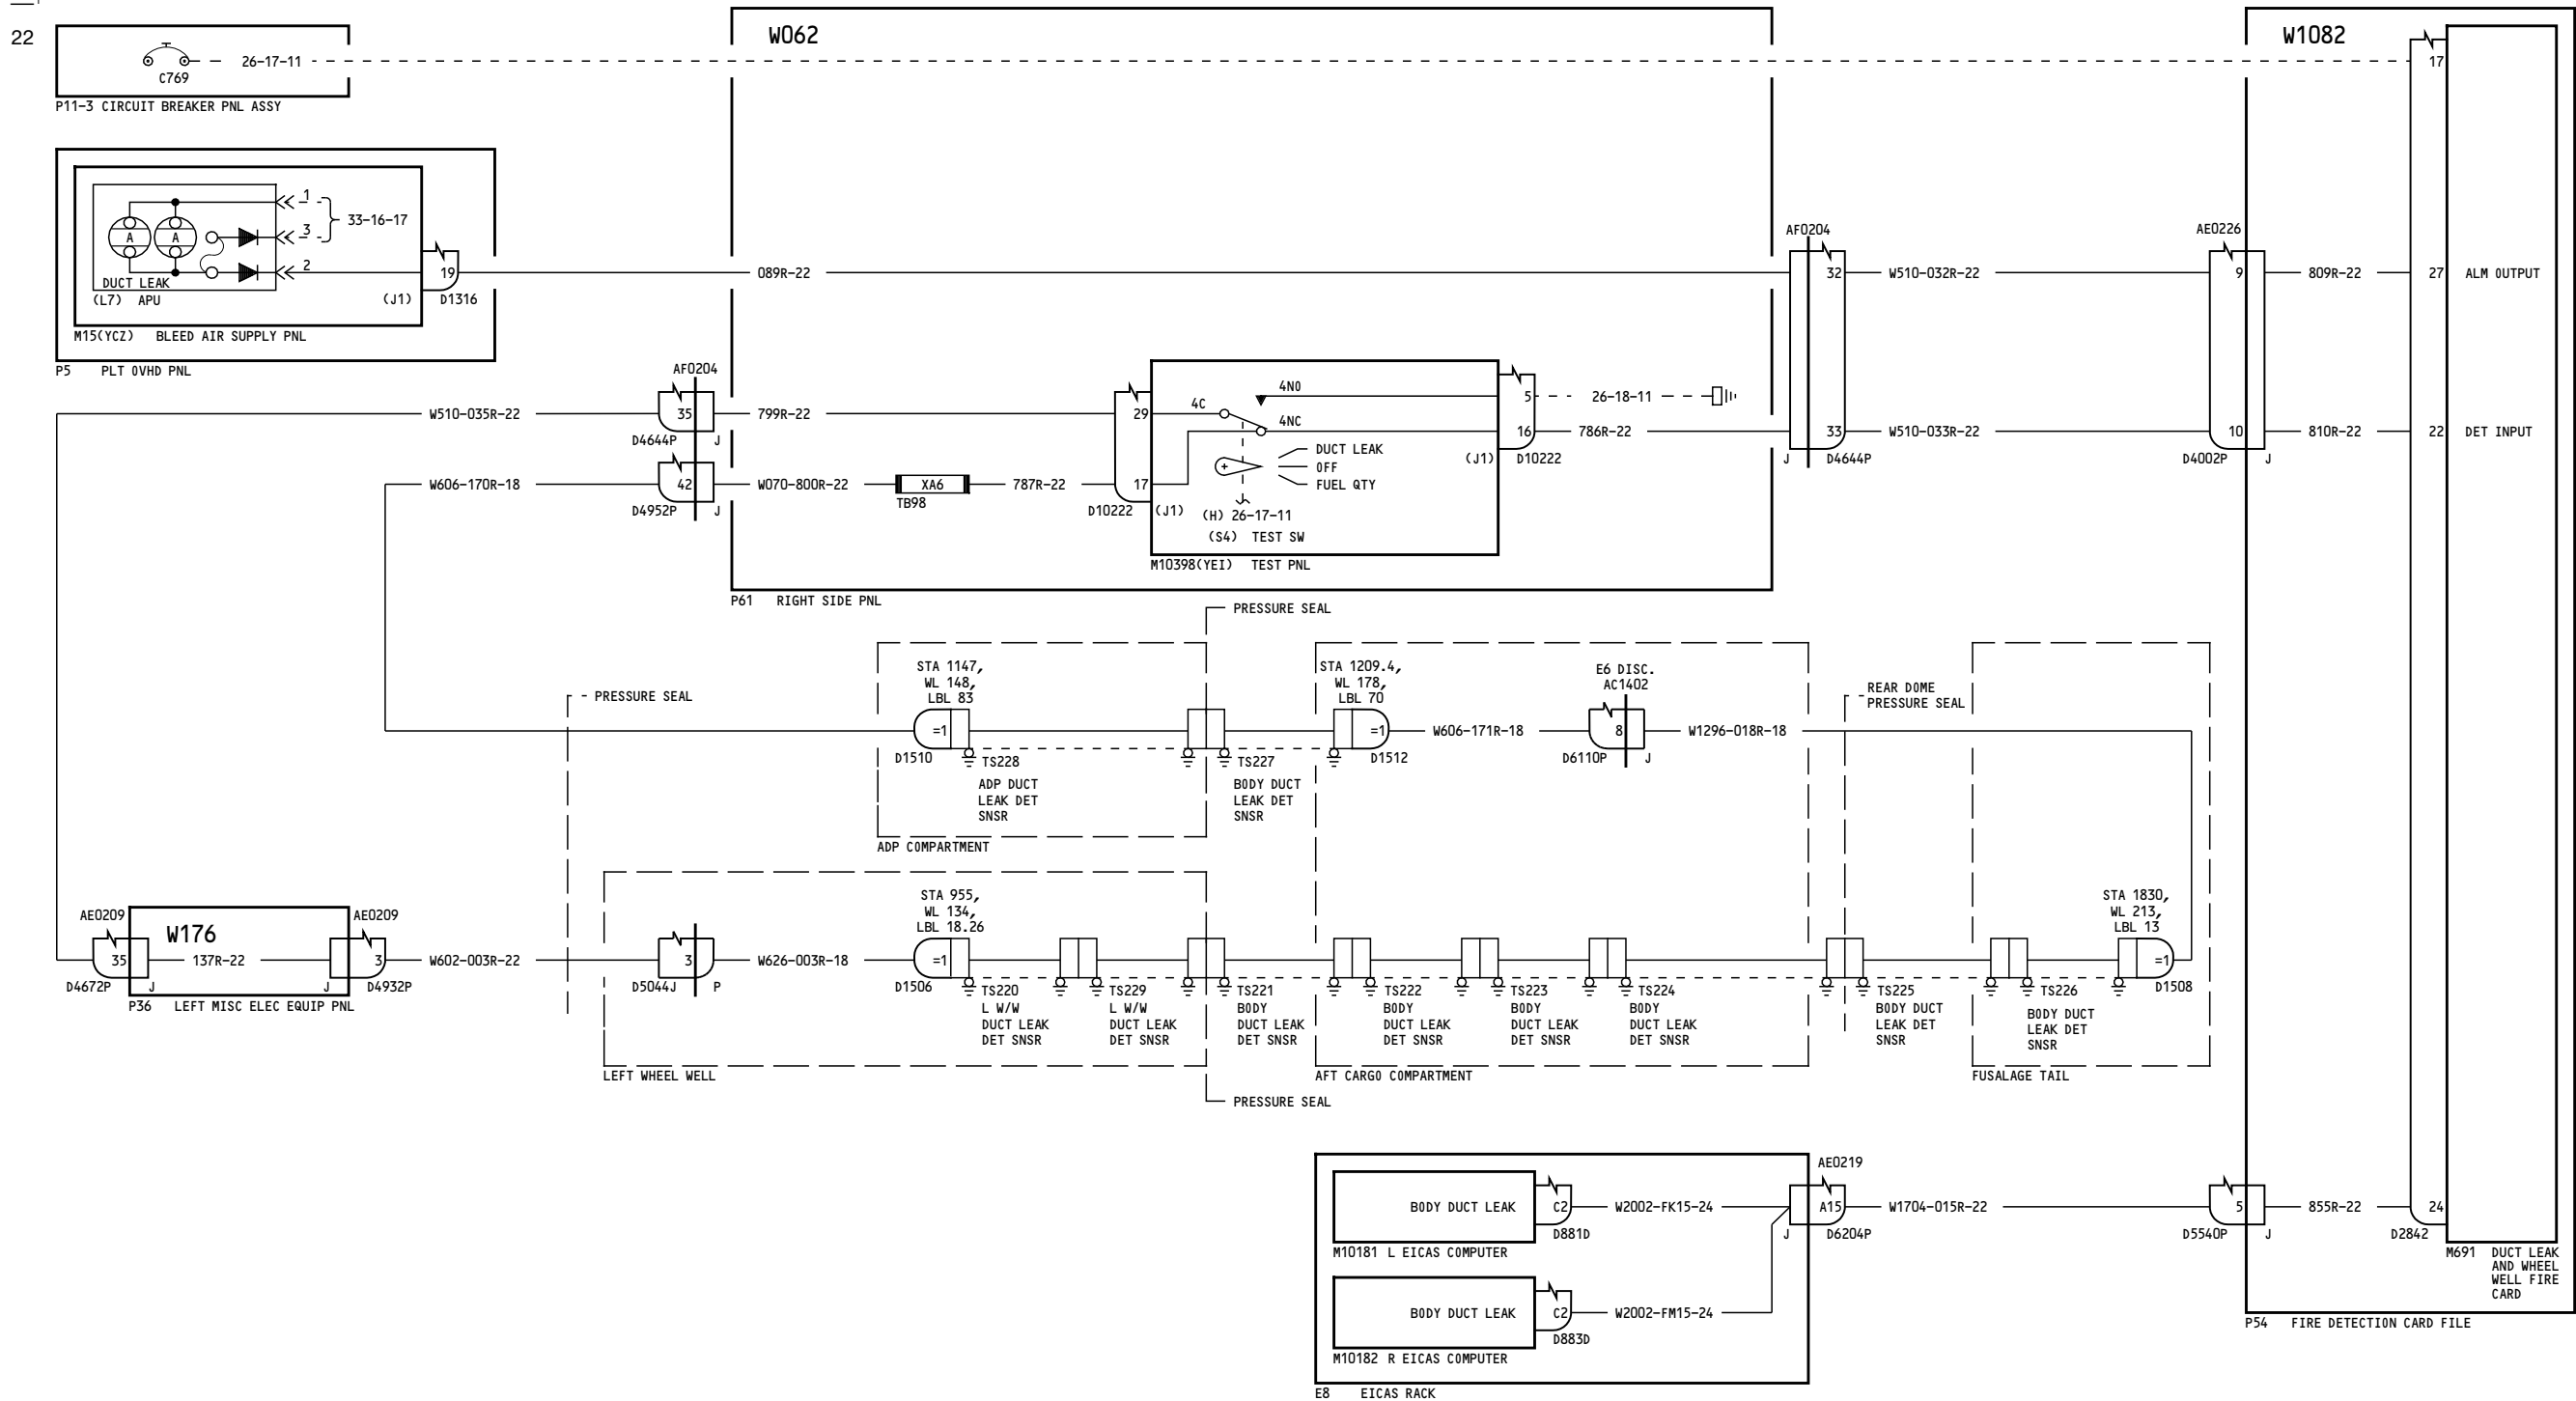 22
C769
26-17-11
P11-3 CIRCUIT BREAKER PNL ASSY
W062
W1082
17
1
3
2
33-16-17
A
A
DUCT LEAK
(L7) APU
(J1)
19
D1316
M15(YCZ) BLEED AIR SUPPLY PNL
P5 PLT OVHD PNL
089R-22
AF0204
32
W510-032R-22
AE0226
9
809R-22
27
ALM OUTPUT
AF0204
W510-035R-22
35
D4644P
J
799R-22
29
4C
4NO
4NC
5
26-18-11
16
786R-22
(J1)
D10222
33
J
D4644P
W510-033R-22
10
D4002P
J
810R-22
22
DET INPUT
W606-170R-18
42
D4952P
J
W070-800R-22
XA6
TB98
787R-22
17
D10222
(J1)
DUCT LEAK
OFF
FUEL QTY
+
(H) 26-17-11
(S4) TEST SW
M10398(YEI) TEST PNL
P61 RIGHT SIDE PNL
PRESSURE SEAL
PRESSURE SEAL
STA 1147,
WL 148,
LBL 83
=1
D1510
TS228
ADP DUCT
LEAK DET
SNSR
ADP COMPARTMENT
TS227
BODY DUCT
LEAK DET
SNSR
STA 1209.4,
WL 178,
LBL 70
=1
D1512
W606-171R-18
E6 DISC.
AC1402
8
D6110P
J
W1296-018R-18
REAR DOME
PRESSURE SEAL
AE0209
35
D4672P
J
W176
137R-22
AE0209
3
J
D4932P
P36 LEFT MISC ELEC EQUIP PNL
W602-003R-22
3
D5044J
P
W626-003R-18
STA 955,
WL 134,
LBL 18.26
=1
D1506
TS220
L W/W
DUCT LEAK
DET SNSR
TS229
L W/W
DUCT LEAK
DET SNSR
TS221
BODY
DUCT LEAK
DET SNSR
TS222
BODY
DUCT LEAK
DET SNSR
TS223
BODY
DUCT LEAK
DET SNSR
TS224
BODY
DUCT LEAK
DET SNSR
TS225
BODY DUCT
LEAK DET
SNSR
TS226
BODY DUCT
LEAK DET
SNSR
STA 1830,
WL 213,
LBL 13
=1
D1508
LEFT WHEEL WELL
AFT CARGO COMPARTMENT
FUSALAGE TAIL
PRESSURE SEAL
BODY DUCT LEAK
C2
D881D
W2002-FK15-24
M10181 L EICAS COMPUTER
BODY DUCT LEAK
C2
D883D
W2002-FM15-24
M10182 R EICAS COMPUTER
E8 EICAS RACK
AE0219
A15
J
D6204P
W1704-015R-22
5
D5540P
J
855R-22
24
D2842
M691 DUCT LEAK
AND WHEEL
WELL FIRE
CARD
P54 FIRE DETECTION CARD FILE